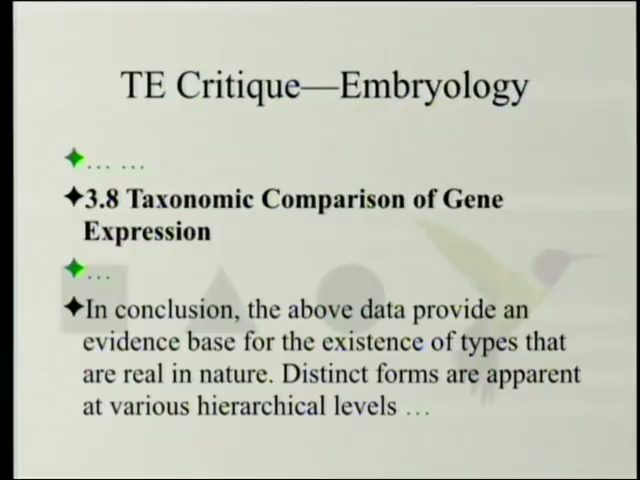 TE Critique—Embryology
… …
3.8 Taxonomic Comparison of Gene
Expression
…
In conclusion, the above data provide an
evidence base for the existence of types that
are real in nature. Distinct forms are apparent
at various hierarchical levels …